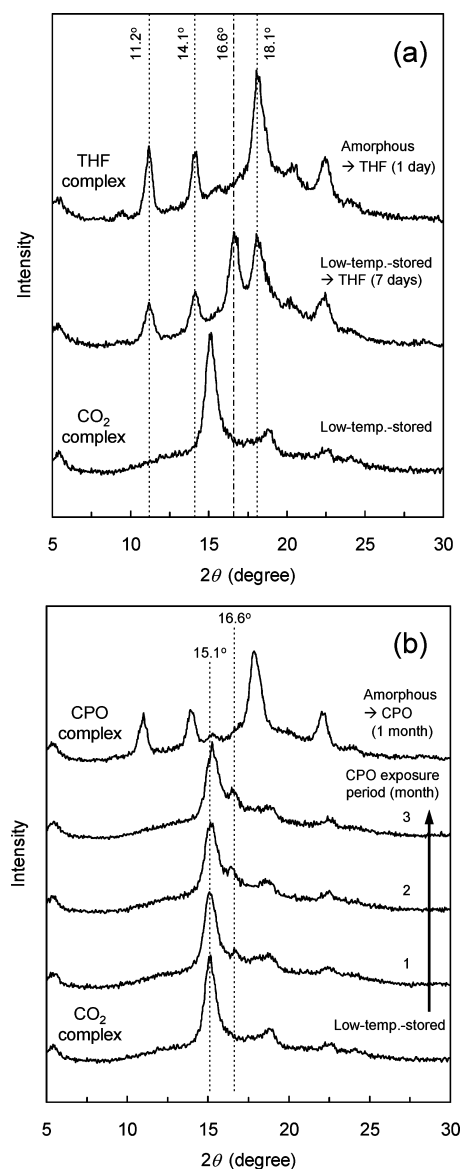 11.2° 14.1° 16.6° 18.1°
(a)
THF
complex
Amorphous
→ THF (1 day)
Low-temp.-stored
→ THF (7 days)
CO2
complex
Low-temp.-stored
Intensity
5 10 15 20 25 30
2θ (degree)
16.6°
15.1°
(b)
CPO
complex
Amorphous
→ CPO
(1 month)
CPO exposure
period (month)
3
2
1
CO2
complex
Low-temp.-stored
Intensity
5 10 15 20 25 30
2θ (degree)